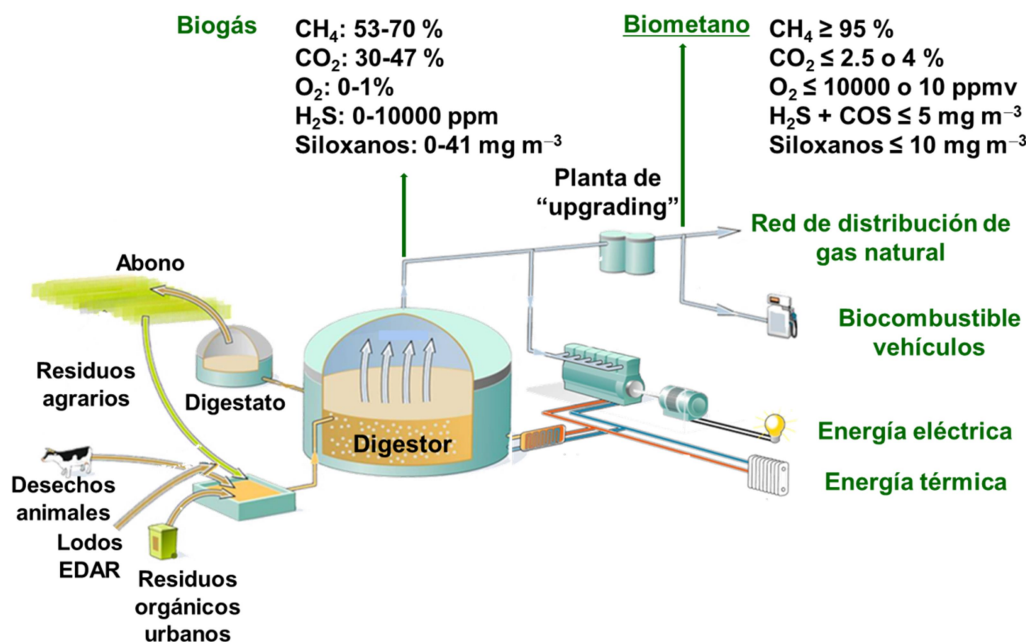 Biogás
CH₄: 53-70 %
CO₂: 30-47 %
O₂: 0-1%
H₂S: 0-10000 ppm
Siloxanos: 0-41 mg m⁻³
Biometano
CH₄ ≥ 95 %
CO₂ ≤ 2.5 o 4 %
O₂ ≤ 10000 o 10 ppmv
H₂S + COS ≤ 5 mg m⁻³
Siloxanos ≤ 10 mg m⁻³
Planta de
“upgrading”
Red de distribución de
gas natural
Biocombustible
vehículos
Energía eléctrica
Energía térmica
Abono
Residuos
agrarios
Digestato
Digestor
Desechos
animales
Lodos
EDAR
Residuos
orgánicos
urbanos